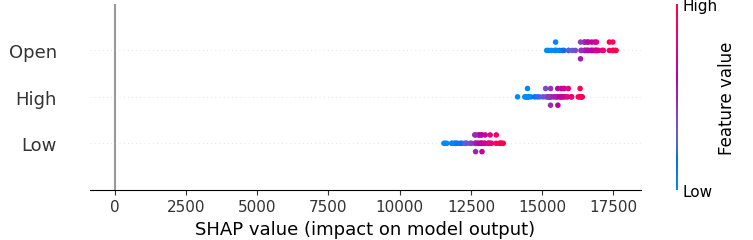 High
Open
High
Low
Feature value
Low
0 2500 5000 7500 10000 12500 15000 17500
SHAP value (impact on model output)